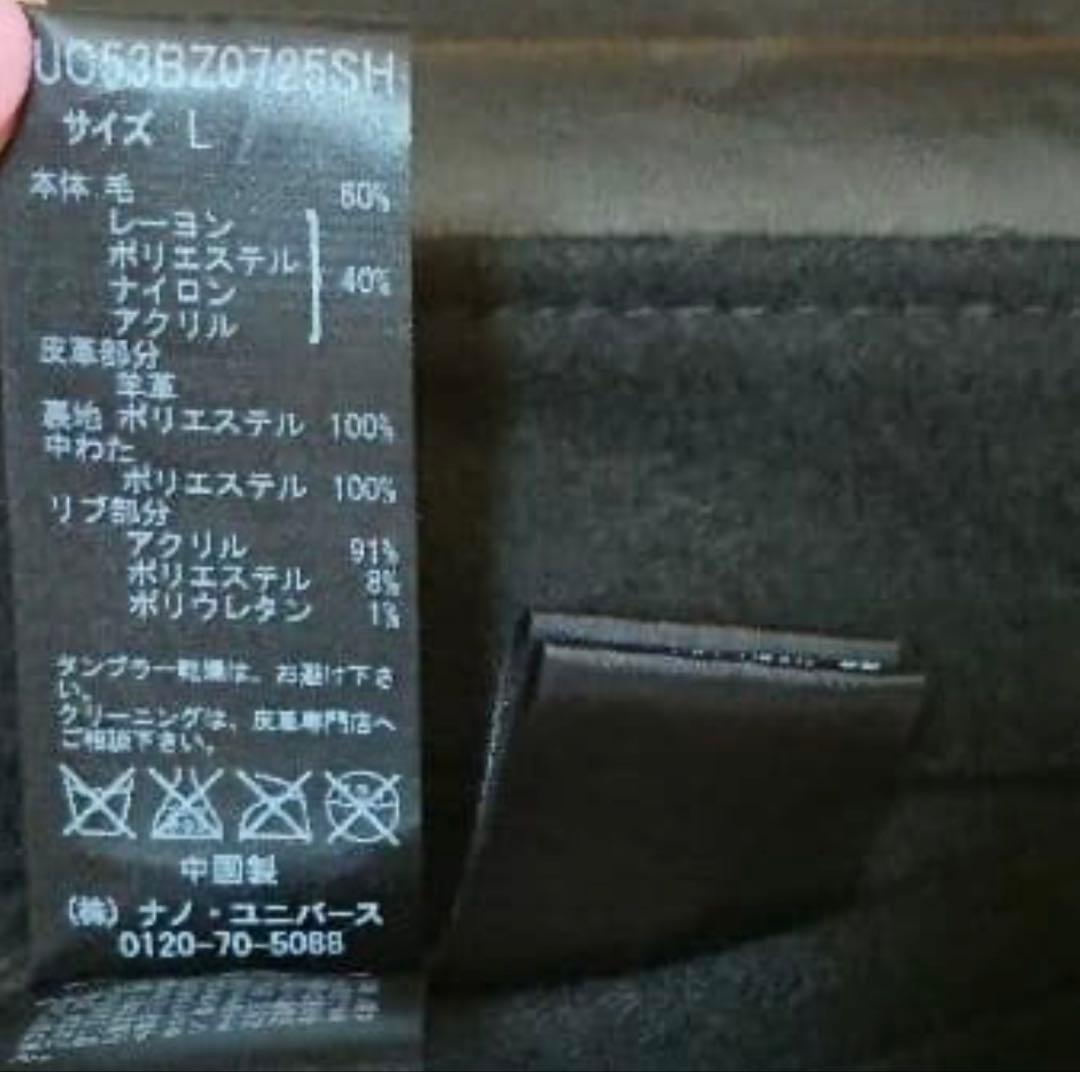 UC53BZ0725SH
サイズ L
本体 毛 60%
レーヨン
ポリエステル
ナイロン
アクリル
40%
皮革部分
羊革
裏地 ポリエステル 100%
中わた
ポリエステル 100%
リブ部分
アクリル 91%
ポリエステル 8%
ポリウレタン 1%
タンブラー乾燥は、お避け下さ
い。
クリーニングは、皮革専門店へ
ご相談下さい。
中国製
(株) ナノ・ユニバース
0120-70-5088